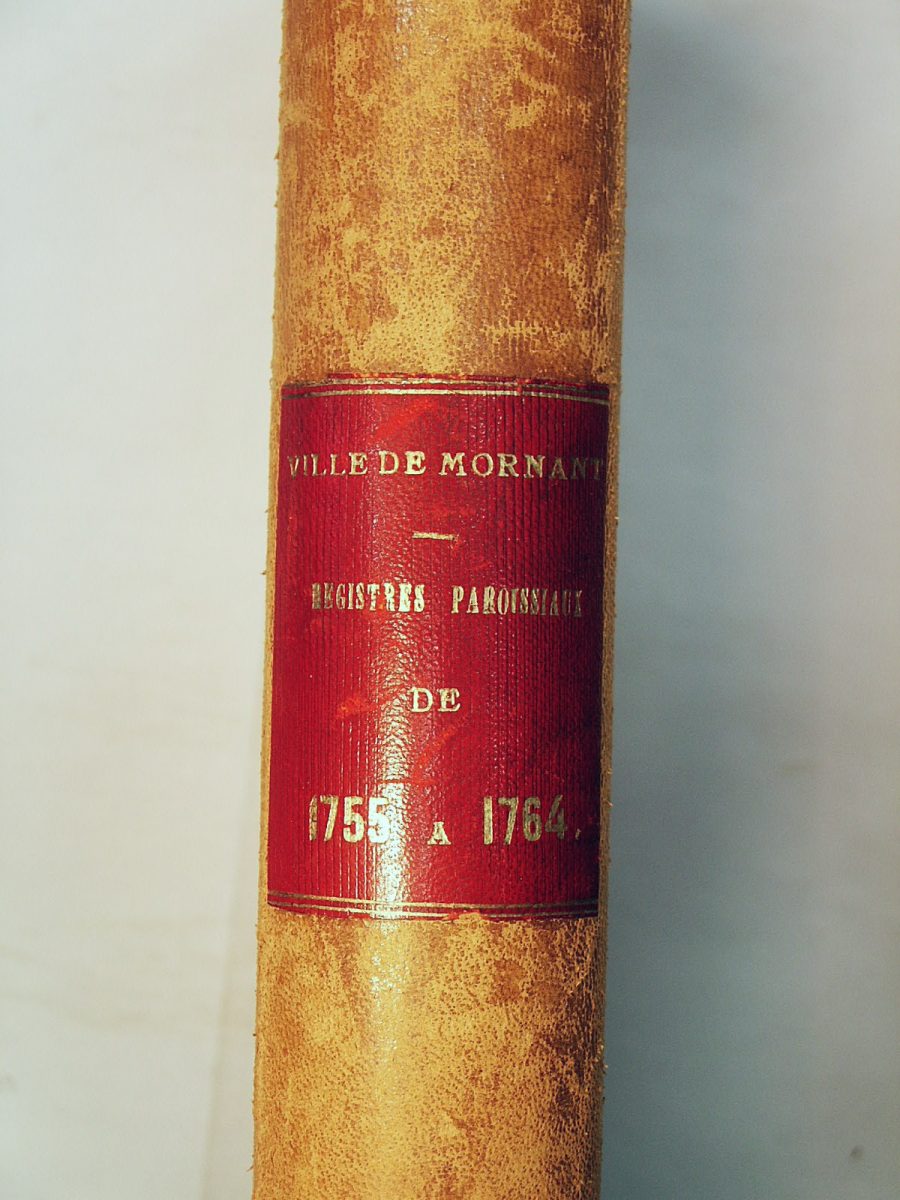 VILLE DE MORNANT
—
REGISTRES PAROISSIAUX
DE
1755 A 1764.